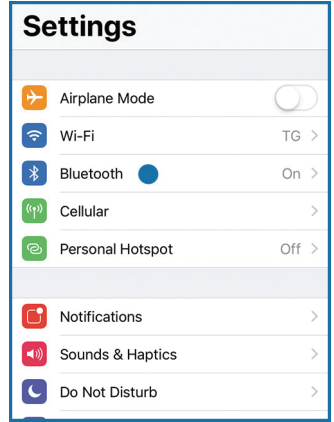 Settings
Airplane Mode
Wi-Fi TG
Bluetooth On
Cellular
Personal Hotspot Off
Notifications
Sounds & Haptics
Do Not Disturb